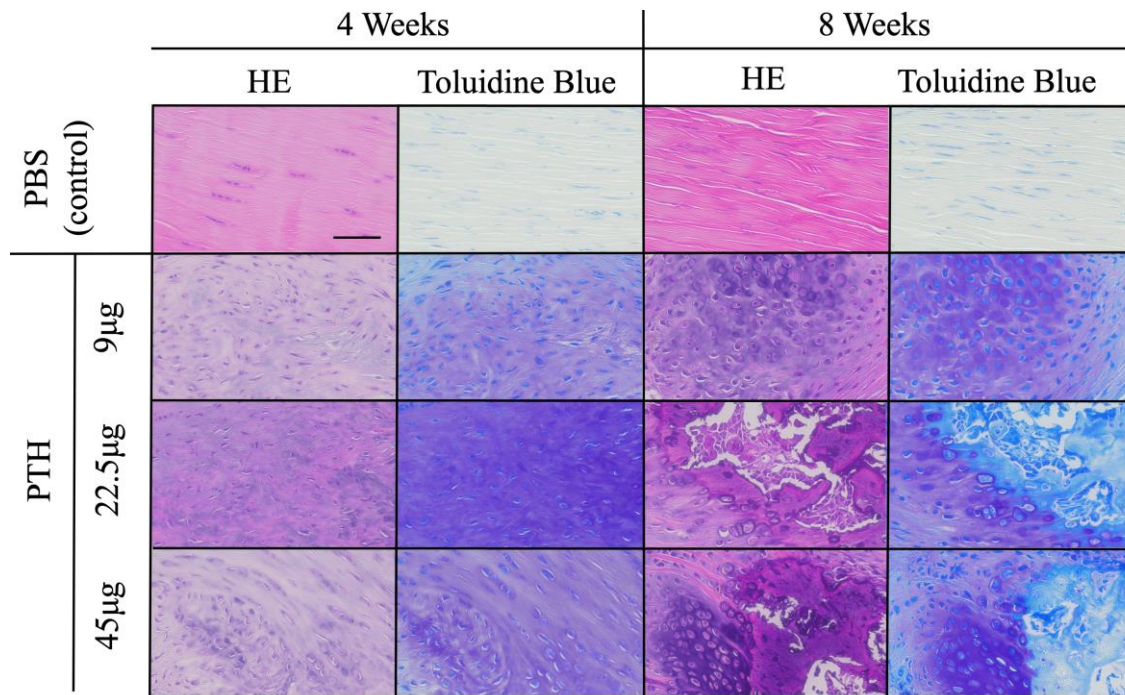 4 Weeks
8 Weeks
HE
Toluidine Blue
HE
Toluidine Blue
PBS
(control)
PTH
9µg
22.5µg
45µg